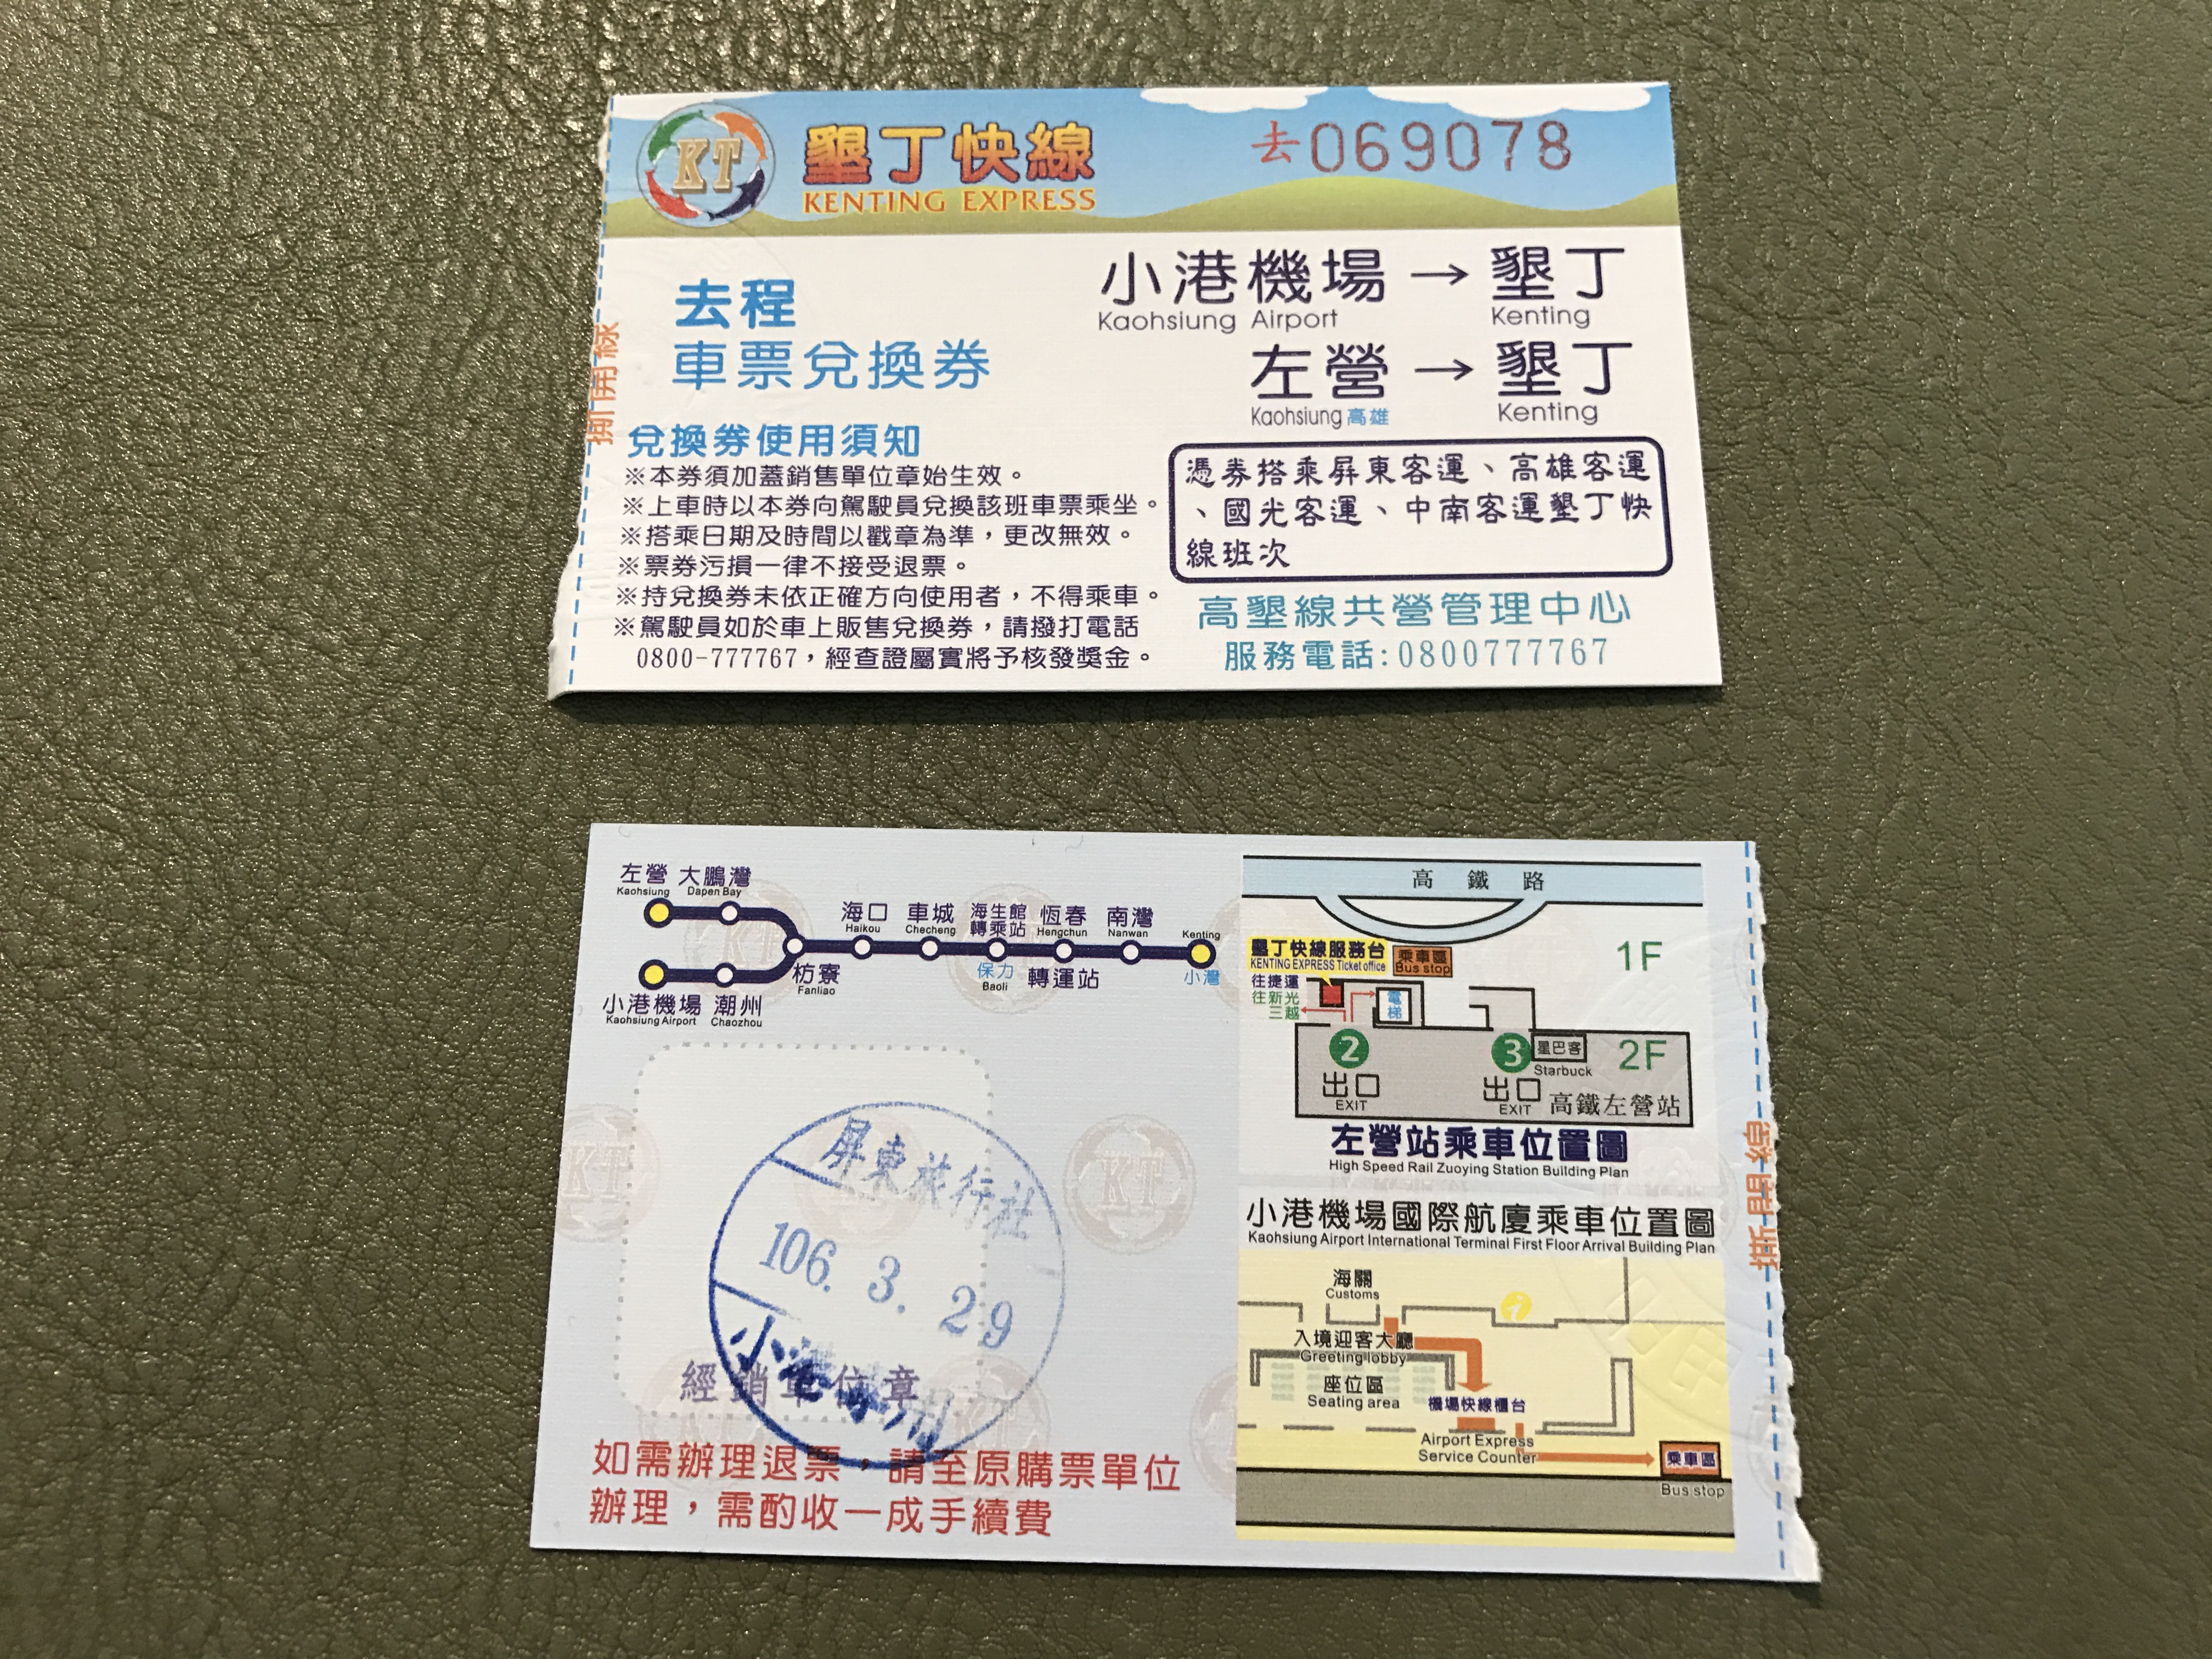 KT
墾丁快線
KENTING EXPRESS
去069078
去程
車票兌換券
小港機場 → 墾丁
Kaohsiung Airport Kenting
左營 → 墾丁
Kaohsiung 高雄 Kenting
撕開線
兌換券使用須知
※本券須加蓋銷售單位章始生效。
※上車時以本券向駕駛員兌換該班車票乘坐。
※搭乘日期及時間以戳章為準，更改無效。
※票券污損一律不接受退票。
※持兌換券未依正確方向使用者，不得乘車。
※駕駛員如於車上販售兌換券，請撥打電話
0800-777767，經查證屬實將予核發獎金。
憑券搭乘屏東客運、高雄客運
、國光客運、中南客運墾丁快
線班次
高墾線共營管理中心
服務電話:0800777767
左營 大鵬灣
Kaohsiung Dapen Bay
海口 車城 海生館 恆春 南灣
轉乘站
Haikou Checheng Hengchun Nanwan Kenting
枋寮 保力 轉運站 小灣
Fanliao Baoli
小港機場 潮州
Kaohsiung Airport Chaozhou
屏東旅行社
106. 3. 29
經銷單位章
如需辦理退票，請至原購票單位
辦理，需酌收一成手續費
高鐵路
墾丁快線服務台 乘車區
KENTING EXPRESS Ticket office Bus stop
1F
往捷運
往新光
三越
電梯
2 3 星巴客 2F
Starbuck
出口 出口
EXIT EXIT 高鐵左營站
左營站乘車位置圖
High Speed Rail Zuoying Station Building Plan
小港機場國際航廈乘車位置圖
Kaohsiung Airport International Terminal First Floor Arrival Building Plan
海關
Customs
i
入境迎客大廳
Greeting lobby
座位區
Seating area
機場快線櫃台
Airport Express
Service Counter
乘車區
Bus stop